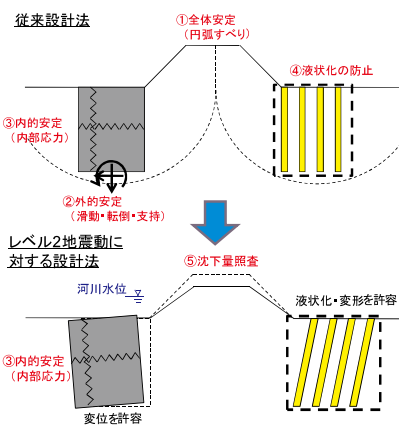 従来設計法
①全体安定
(円弧すべり)
④液状化の防止
③内的安定
(内部応力)
②外的安定
(滑動・転倒・支持)
レベル2地震動に
対する設計法
⑤沈下量照査
河川水位
液状化・変形を許容
③内的安定
(内部応力)
変位を許容